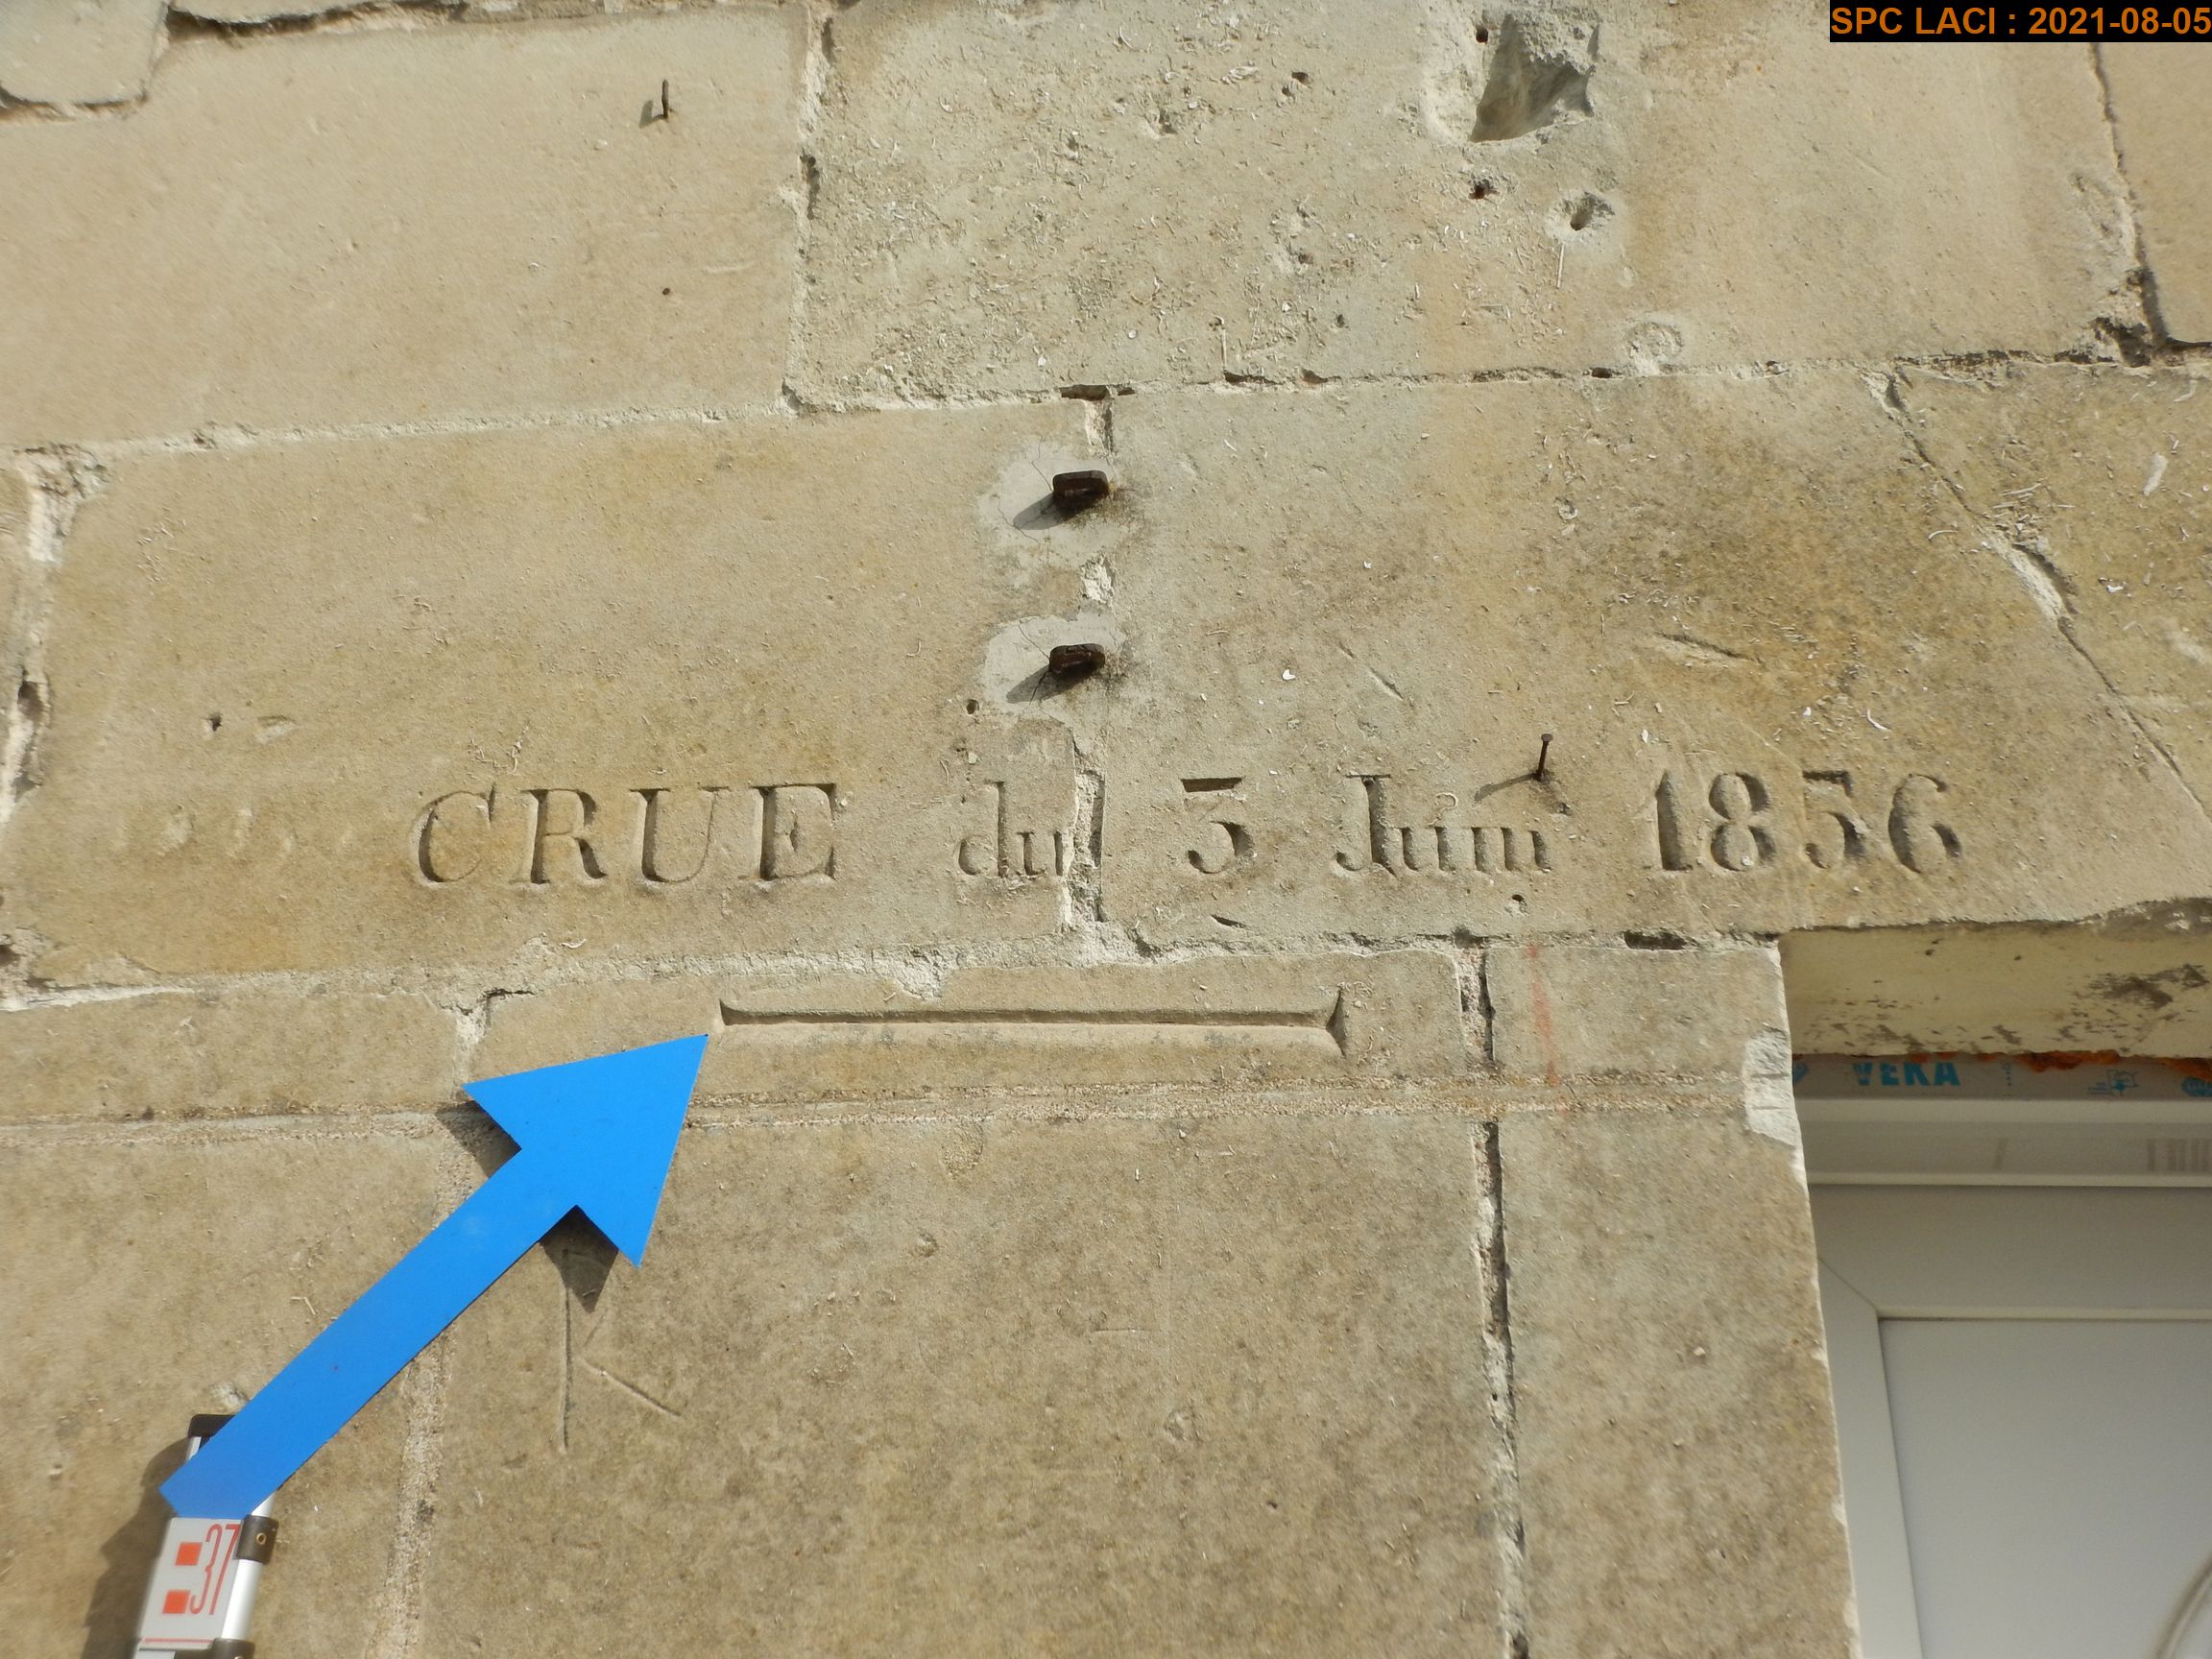 SPC LACI : 2021-08-05
CRUE du 3 Juin 1856
VEKA
37